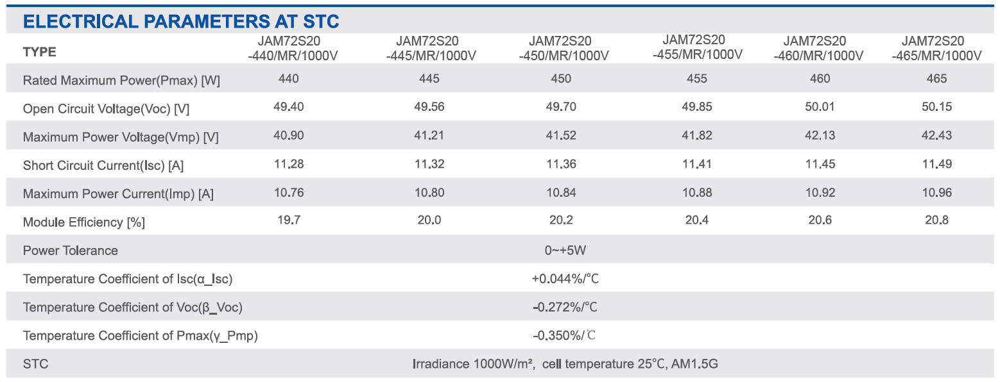 ELECTRICAL PARAMETERS AT STC
TYPE JAM72S20 -440/MR/1000V JAM72S20 -445/MR/1000V JAM72S20 -450/MR/1000V JAM72S20 -455/MR/1000V JAM72S20 -460/MR/1000V JAM72S20 -465/MR/1000V
Rated Maximum Power(Pmax) [W] 440 445 450 455 460 465
Open Circuit Voltage(Voc) [V] 49.40 49.56 49.70 49.85 50.01 50.15
Maximum Power Voltage(Vmp) [V] 40.90 41.21 41.52 41.82 42.13 42.43
Short Circuit Current(Isc) [A] 11.28 11.32 11.36 11.41 11.45 11.49
Maximum Power Current(Imp) [A] 10.76 10.80 10.84 10.88 10.92 10.96
Module Efficiency [%] 19.7 20.0 20.2 20.4 20.6 20.8
Power Tolerance 0~+5W
Temperature Coefficient of Isc(α_Isc) +0.044%/°C
Temperature Coefficient of Voc(β_Voc) -0.272%/°C
Temperature Coefficient of Pmax(γ_Pmp) -0.350%/℃
STC Irradiance 1000W/m², cell temperature 25°C, AM1.5G